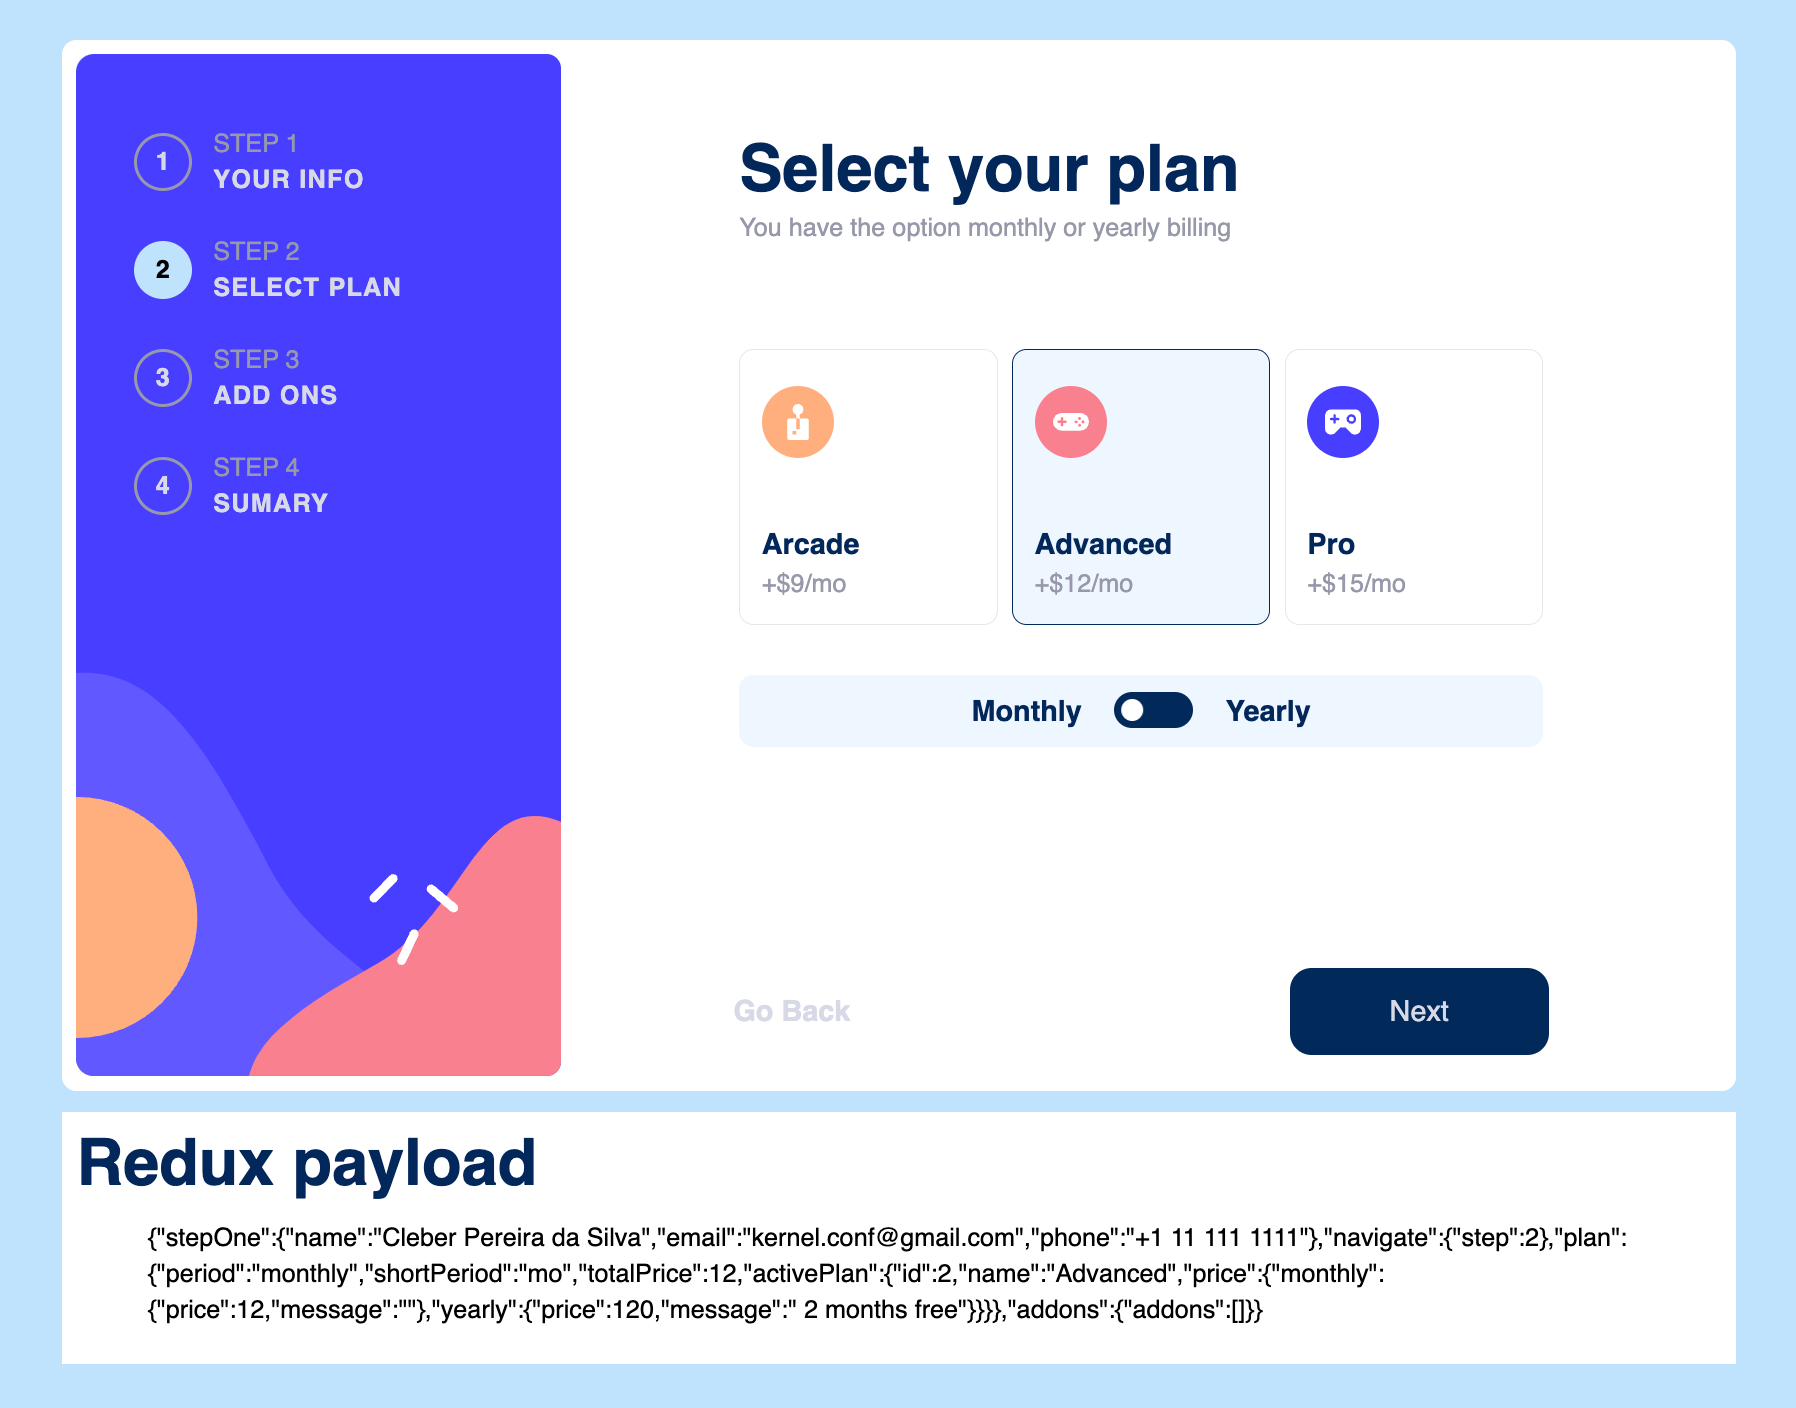 1
STEP 1
YOUR INFO
2
STEP 2
SELECT PLAN
3
STEP 3
ADD ONS
4
STEP 4
SUMARY
Select your plan
You have the option monthly or yearly billing
Arcade
+$9/mo
Advanced
+$12/mo
Pro
+$15/mo
Monthly
Yearly
Go Back
Next
Redux payload
{"stepOne":{"name":"Cleber Pereira da Silva","email":"kernel.conf@gmail.com","phone":"+1 11 111 1111"},"navigate":{"step":2},"plan":
{"period":"monthly","shortPeriod":"mo","totalPrice":12,"activePlan":{"id":2,"name":"Advanced","price":{"monthly":
{"price":12,"message":""},"yearly":{"price":120,"message":" 2 months free"}}}},"addons":{"addons":[]}}